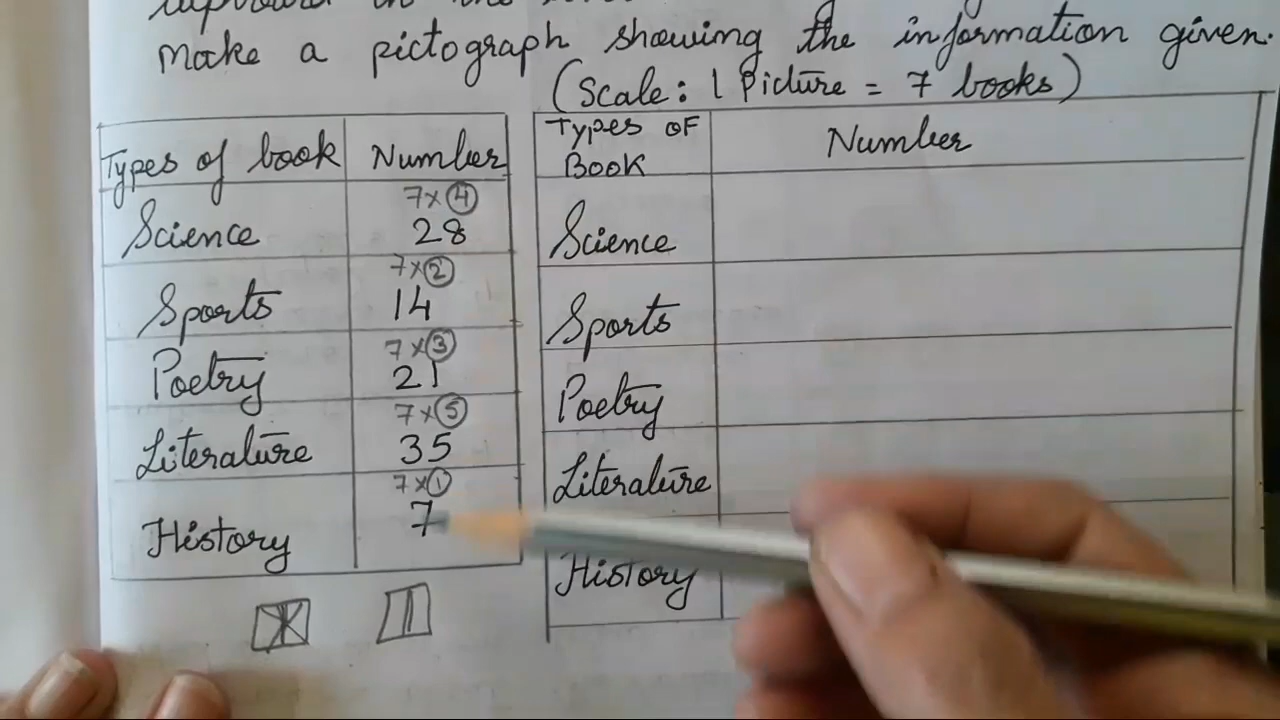 Make a pictograph showing the information given.
(Scale: 1 Picture = 7 books)
Types of book Number
7×4
Science 28
7×2
Sports 14
7×3
Poetry 21
7×5
Literature 35
7×1
History 7
Types of Book Number
Science
Sports
Poetry
Literature
History